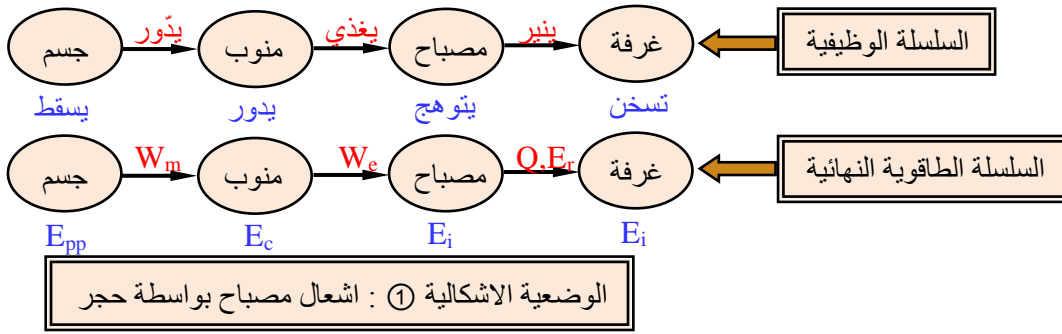 يدّور يغذي ينير
جسم منوب مصباح غرفة السلسلة الوظيفية
يسقط يدور يتوهج تسخن
Wm We Q,Er
جسم منوب مصباح غرفة السلسلة الطاقوية النهائية
Epp Ec Ei Ei
الوضعية الاشكالية ① : اشعال مصباح بواسطة حجر